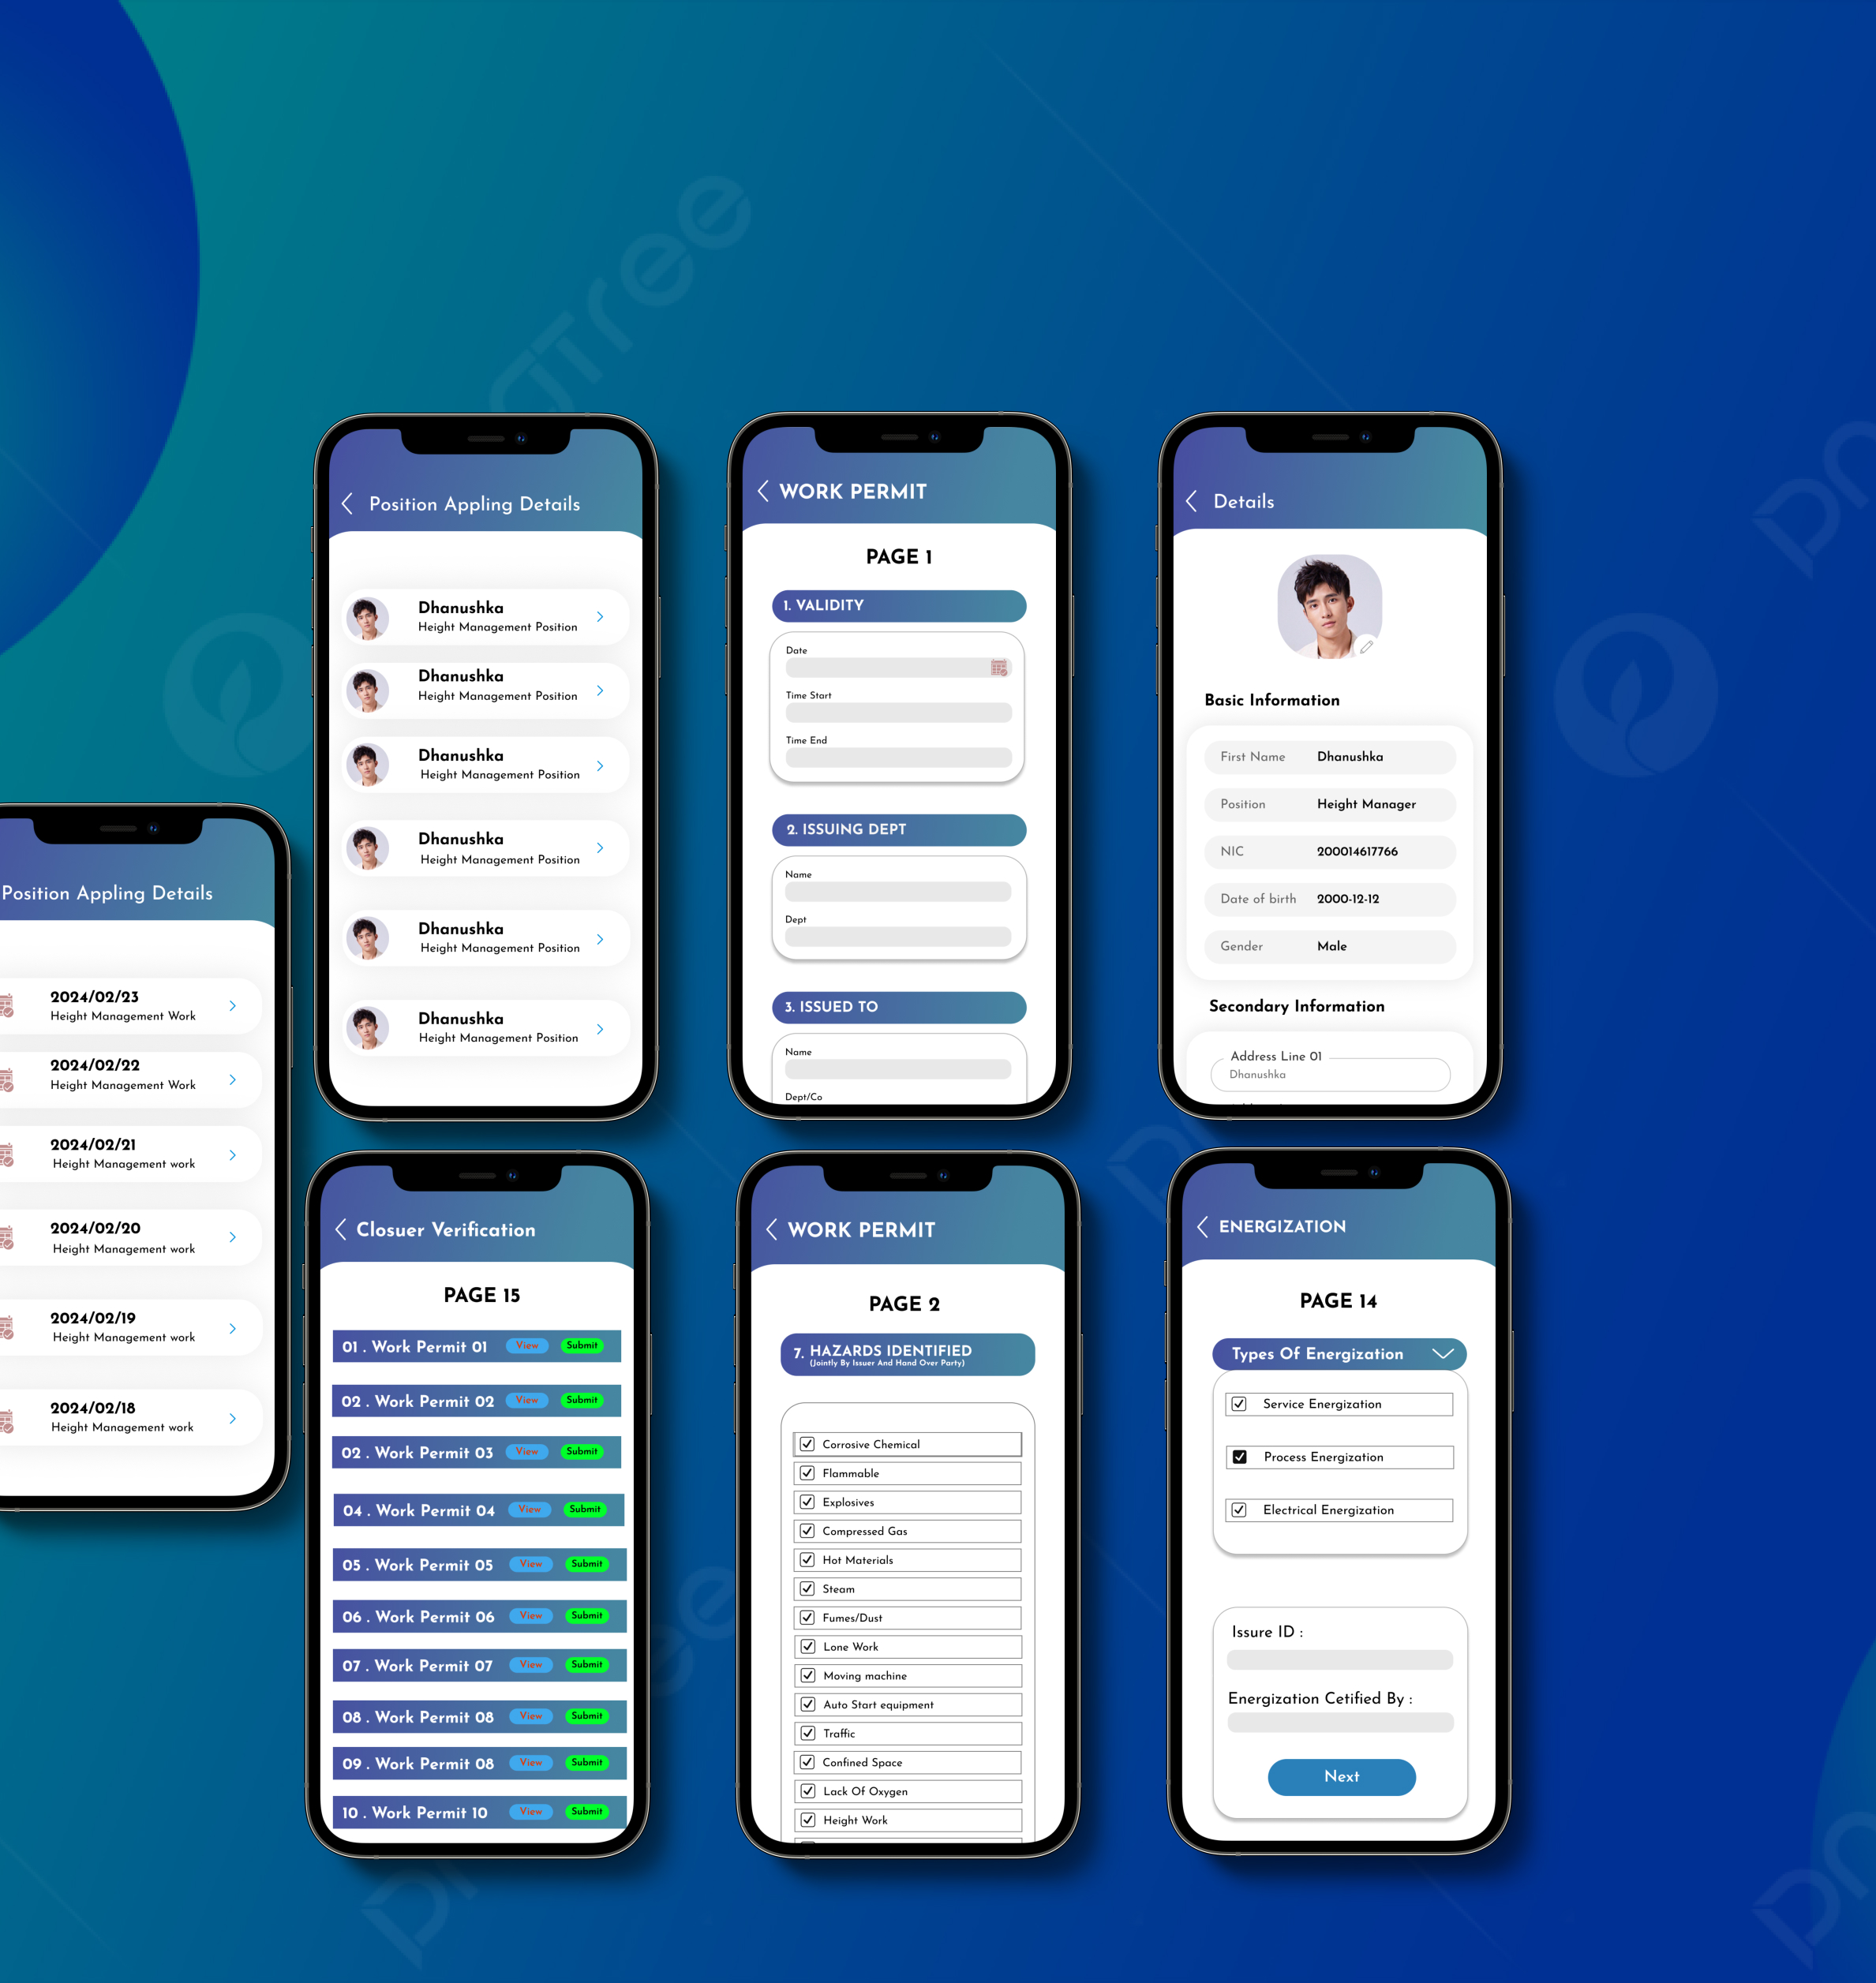 Position Appling Details
2024/02/23
Height Management Work
2024/02/22
Height Management Work
2024/02/21
Height Management work
2024/02/20
Height Management work
2024/02/19
Height Management work
2024/02/18
Height Management work
Position Appling Details
Dhanushka
Height Management Position
Dhanushka
Height Management Position
Dhanushka
Height Management Position
Dhanushka
Height Management Position
Dhanushka
Height Management Position
Dhanushka
Height Management Position
WORK PERMIT
PAGE 1
1. VALIDITY
Date
Time Start
Time End
2. ISSUING DEPT
Name
Dept
3. ISSUED TO
Name
Dept/Co
Details
Basic Information
First Name Dhanushka
Position Height Manager
NIC 200014617766
Date of birth 2000-12-12
Gender Male
Secondary Information
Address Line 01
Dhanushka
Closuer Verification
PAGE 15
01 . Work Permit 01 View Submit
02 . Work Permit 02 View Submit
02 . Work Permit 03 View Submit
04 . Work Permit 04 View Submit
05 . Work Permit 05 View Submit
06 . Work Permit 06 View Submit
07 . Work Permit 07 View Submit
08 . Work Permit 08 View Submit
09 . Work Permit 08 View Submit
10 . Work Permit 10 View Submit
WORK PERMIT
PAGE 2
7. HAZARDS IDENTIFIED
(Jointly By Issuer And Hand Over Party)
Corrosive Chemical
Flammable
Explosives
Compressed Gas
Hot Materials
Steam
Fumes/Dust
Lone Work
Moving machine
Auto Start equipment
Traffic
Confined Space
Lack Of Oxygen
Height Work
ENERGIZATION
PAGE 14
Types Of Energization
Service Energization
Process Energization
Electrical Energization
Issure ID :
Energization Cetified By :
Next